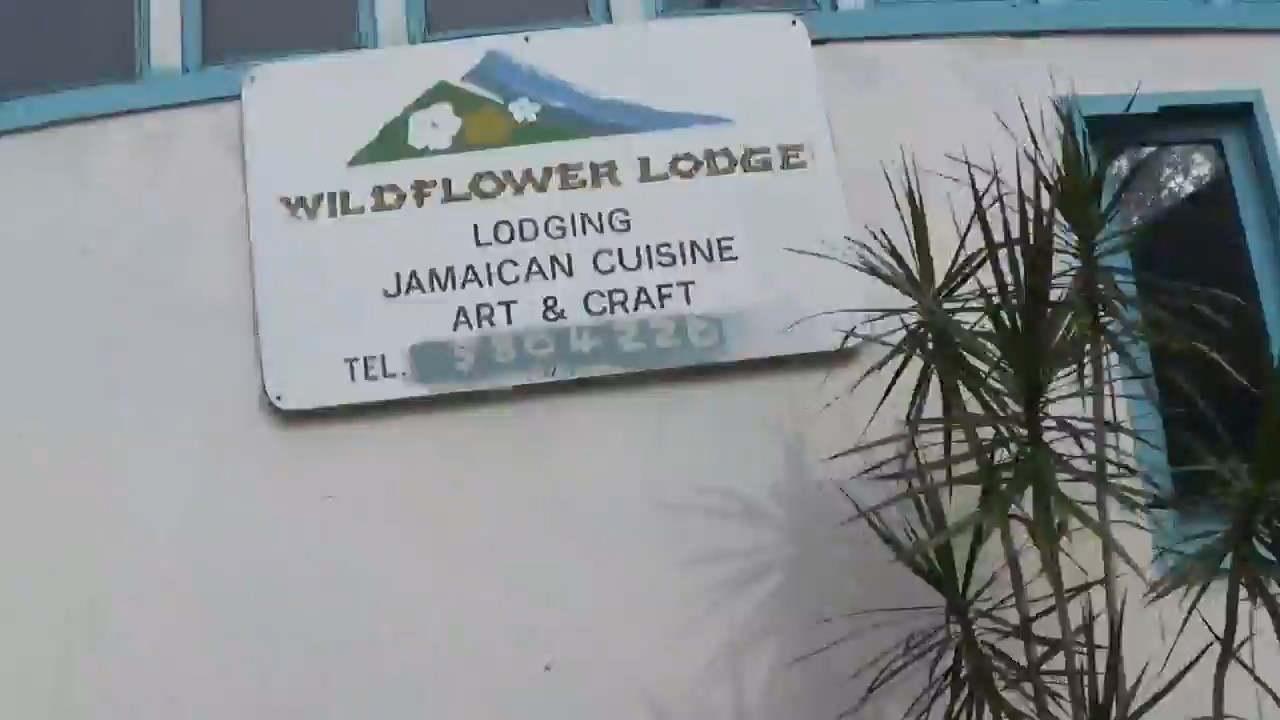 WILDFLOWER LODGE
LODGING
JAMAICAN CUISINE
ART & CRAFT
TEL.